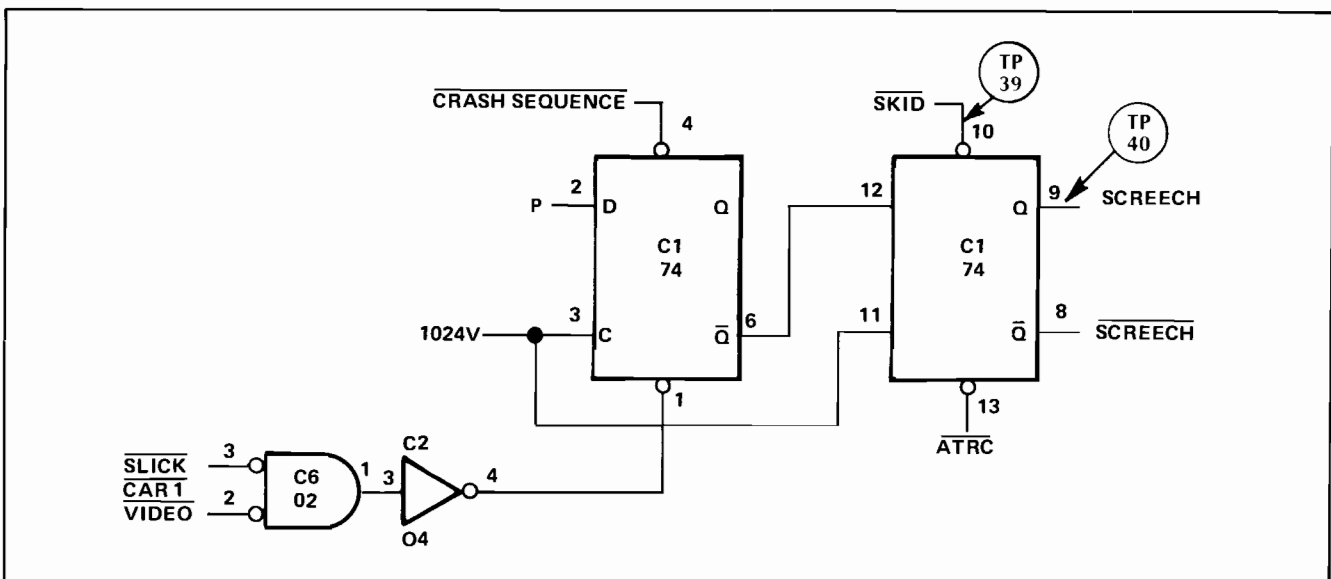 TP
39
CRASH SEQUENCE
SKID
4
10
TP
40
2
P
D
Q
12
Q
9
SCREECH
C1
74
C1
74
3
1024V
C
Q
6
11
Q
8
SCREECH
1
13
ATRC
C2
SLICK
3
CAR 1
VIDEO
2
C6
02
1
3
4
O4